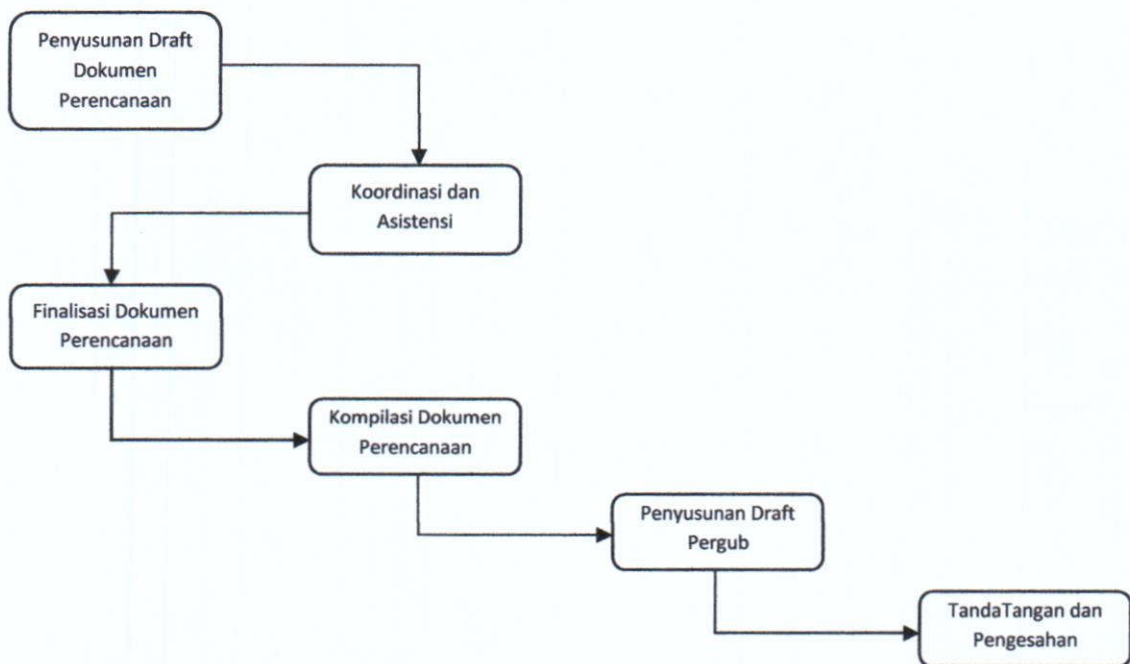 Penyusunan Draft
Dokumen
Perencanaan
Koordinasi dan
Asistensi
Finalisasi Dokumen
Perencanaan
Kompilasi Dokumen
Perencanaan
Penyusunan Draft
Pergub
TandaTangan dan
Pengesahan